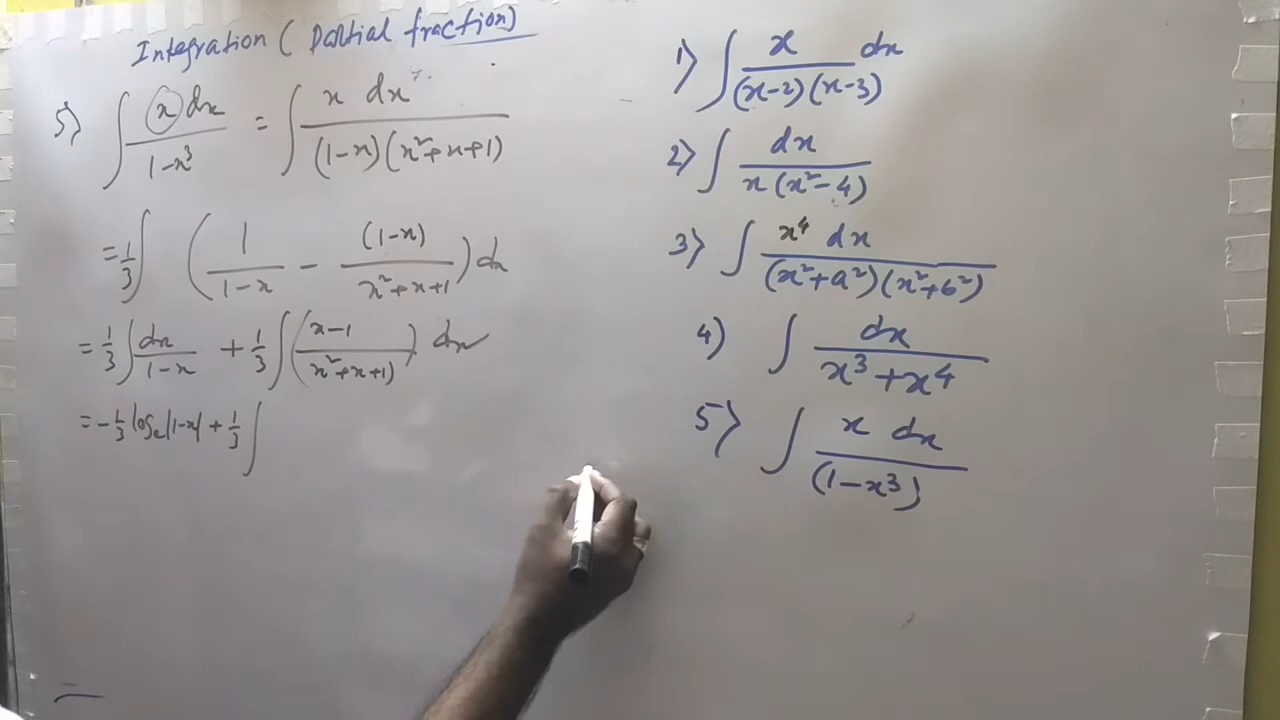 Integration ( Partial fraction)
5) ∫ x dx / 1-x³ = ∫ x dx / (1-x)(x²+x+1)
= 1/3 ∫ ( 1 / 1-x - (1-x) / x²+x+1 ) dx
= 1/3 ∫ dx / 1-x + 1/3 ∫ ( x-1 / x²+x+1 ) dx
= -1/3 logₑ|1-x| + 1/3 ∫
1) ∫ x / (x-2)(x-3) dx
2) ∫ dx / x(x²-4)
3) ∫ x⁴ dx / (x²+a²)(x²+b²)
4) ∫ dx / x³+x⁴
5) ∫ x dx / (1-x³)